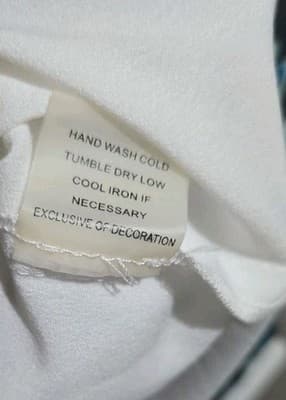 HAND WASH COLD
TUMBLE DRY LOW
COOL IRON IF
NECESSARY
EXCLUSIVE OF DECORATION